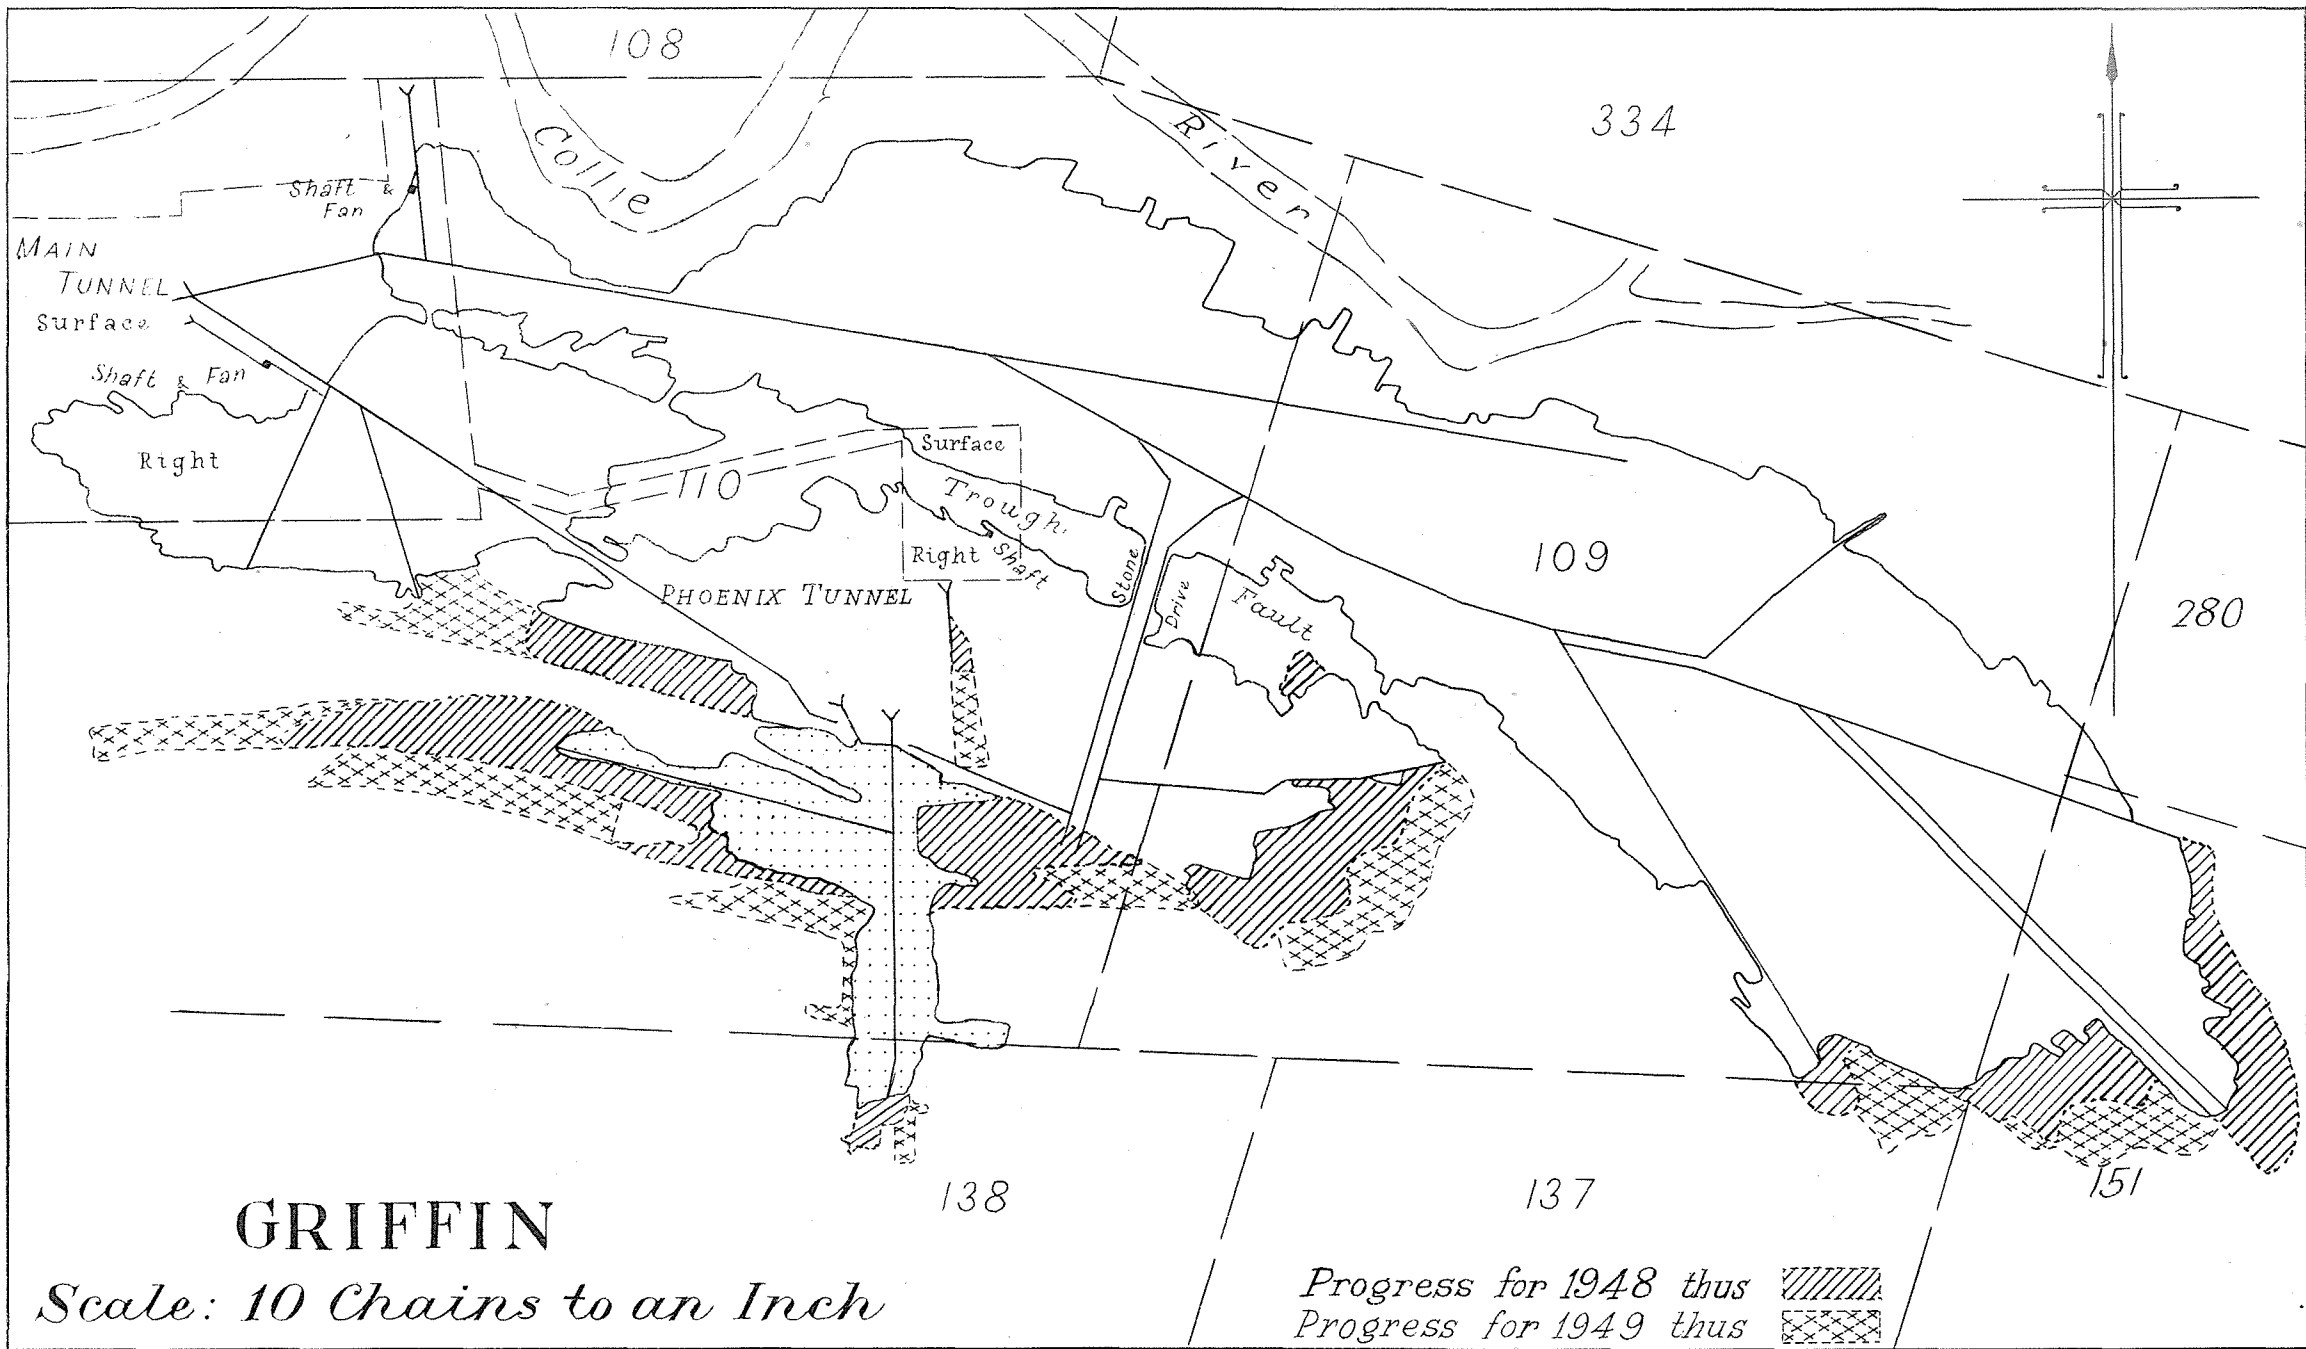 108
334
Collie
River
Shaft &
Fan
MAIN
TUNNEL
Surface
Shaft & Fan
Right
110
Surface
Right
Trough
Shaft
Stone
Drive
Fault
109
280
PHOENIX TUNNEL
138
137
151
GRIFFIN
Scale: 10 Chains to an Inch
Progress for 1948 thus
Progress for 1949 thus